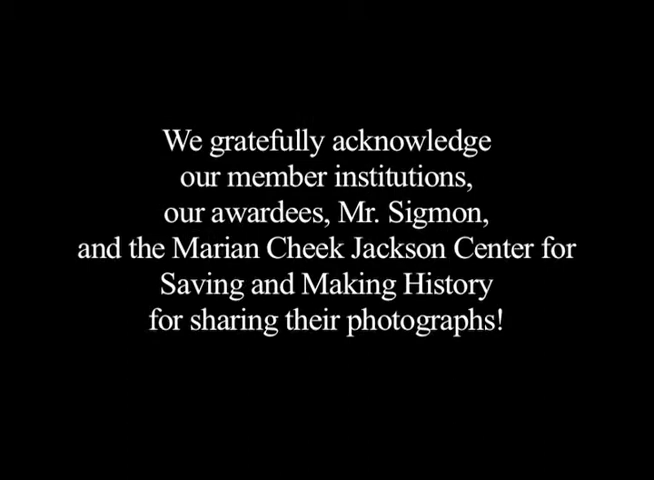 We gratefully acknowledge
our member institutions,
our awardees, Mr. Sigmon,
and the Marian Cheek Jackson Center for
Saving and Making History
for sharing their photographs!